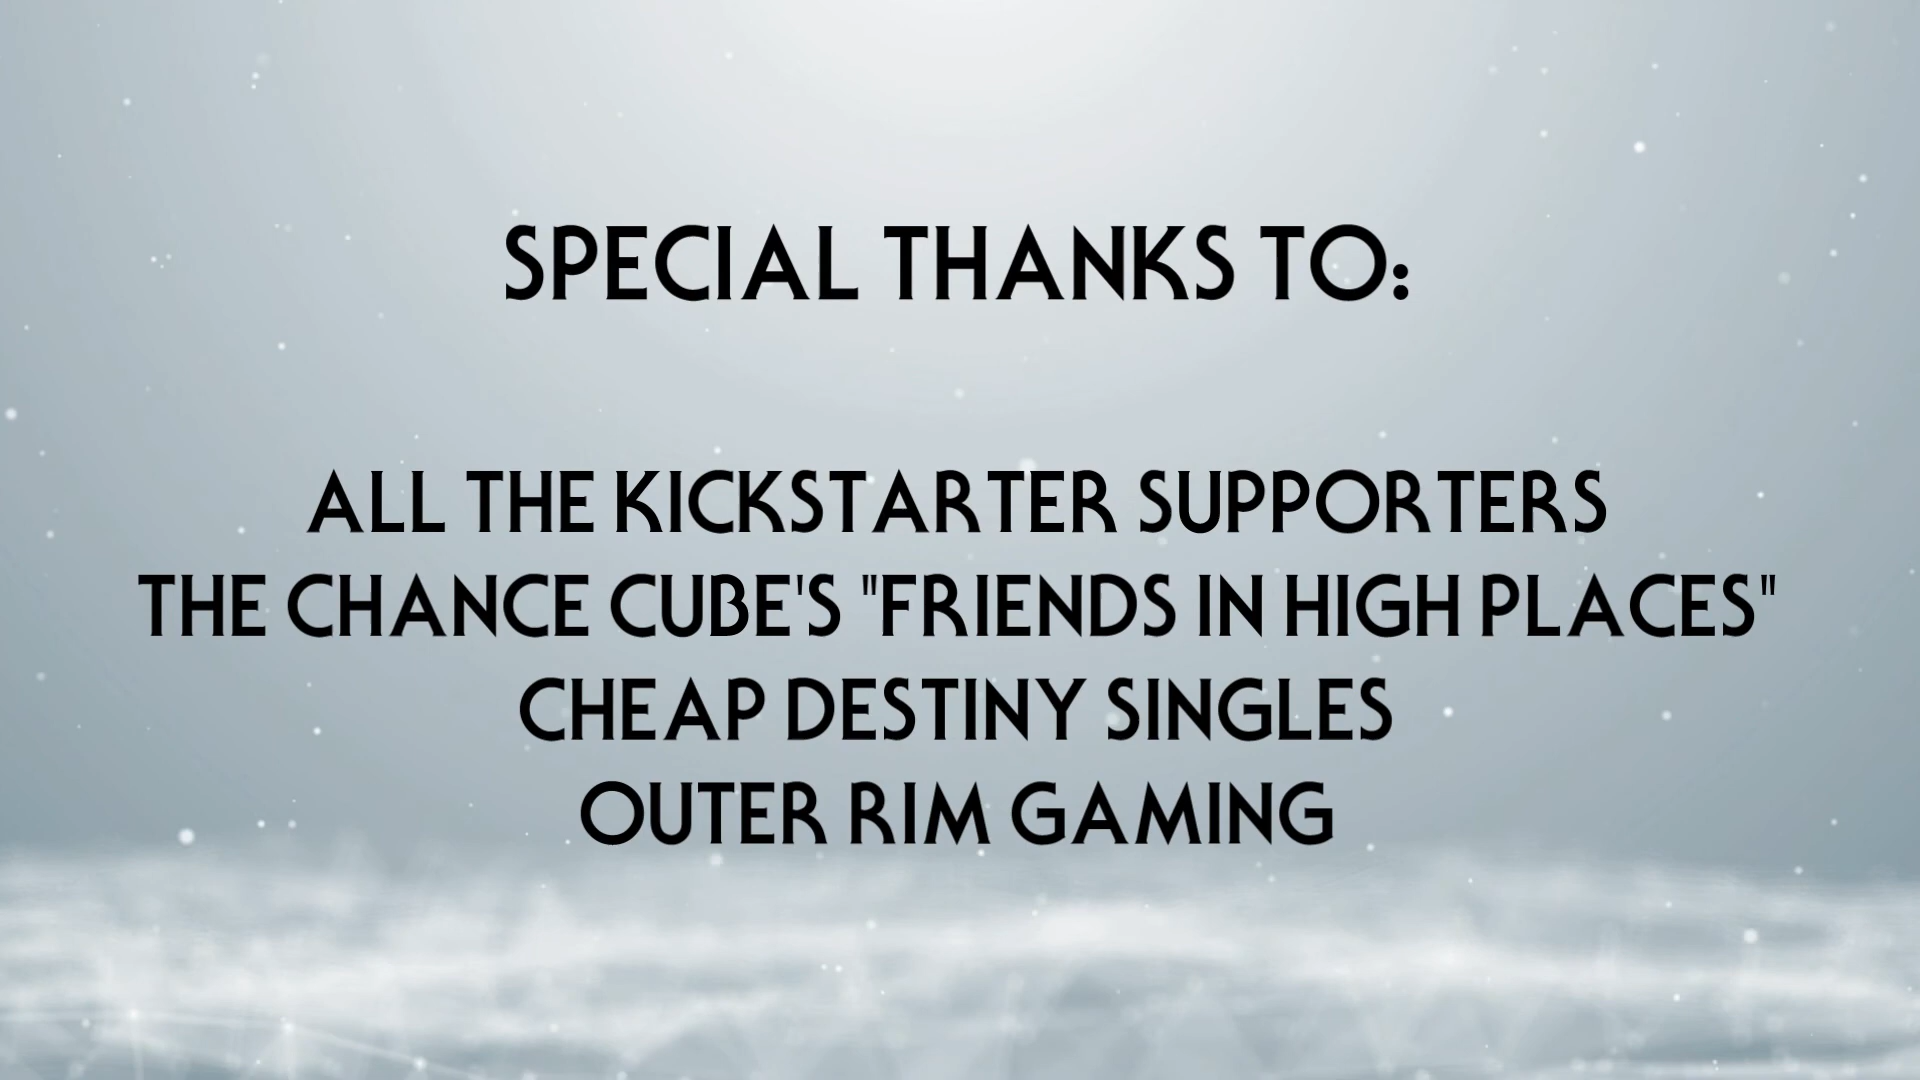 SPECIAL THANKS TO:
ALL THE KICKSTARTER SUPPORTERS
THE CHANCE CUBE'S "FRIENDS IN HIGH PLACES"
CHEAP DESTINY SINGLES
OUTER RIM GAMING